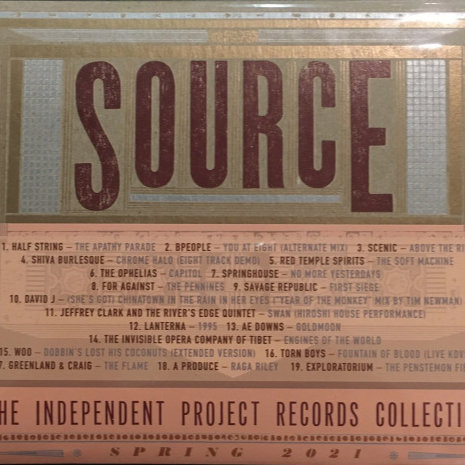 SOURCE
1. HALF STRING – THE APATHY PARADE 2. BPEOPLE – YOU AT EIGHT (ALTERNATE MIX) 3. SCENIC – ABOVE THE RI
4. SHIVA BURLESQUE – CHROME HALO (EIGHT TRACK DEMO) 5. RED TEMPLE SPIRITS – THE SOFT MACHINE
6. THE OPHELIAS – CAPITOL 7. SPRINGHOUSE – NO MORE YESTERDAYS
8. FOR AGAINST – THE PENNINES 9. SAVAGE REPUBLIC – FIRST SIEGE
10. DAVID J – (SHE'S GOT) CHINATOWN IN THE RAIN IN HER EYES ('YEAR OF THE MONKEY' MIX BY TIM NEWMAN)
11. JEFFREY CLARK AND THE RIVER'S EDGE QUINTET – SWAN (HIROSHI HOUSE PERFORMANCE)
12. LANTERNA – 1995 13. AE DOWNS – GOLDMOON
14. THE INVISIBLE OPERA COMPANY OF TIBET – ENGINES OF THE WORLD
15. WOO – DOBBIN'S LOST HIS COCONUTS (EXTENDED VERSION) 16. TORN BOYS – FOUNTAIN OF BLOOD (LIVE KDV
7. GREENLAND & CRAIG – THE FLAME 18. A PRODUCE – RAGA RILEY 19. EXPLORATORIUM – THE PENSTEMON FIE
HE INDEPENDENT PROJECT RECORDS COLLECTI
SPRING 2021